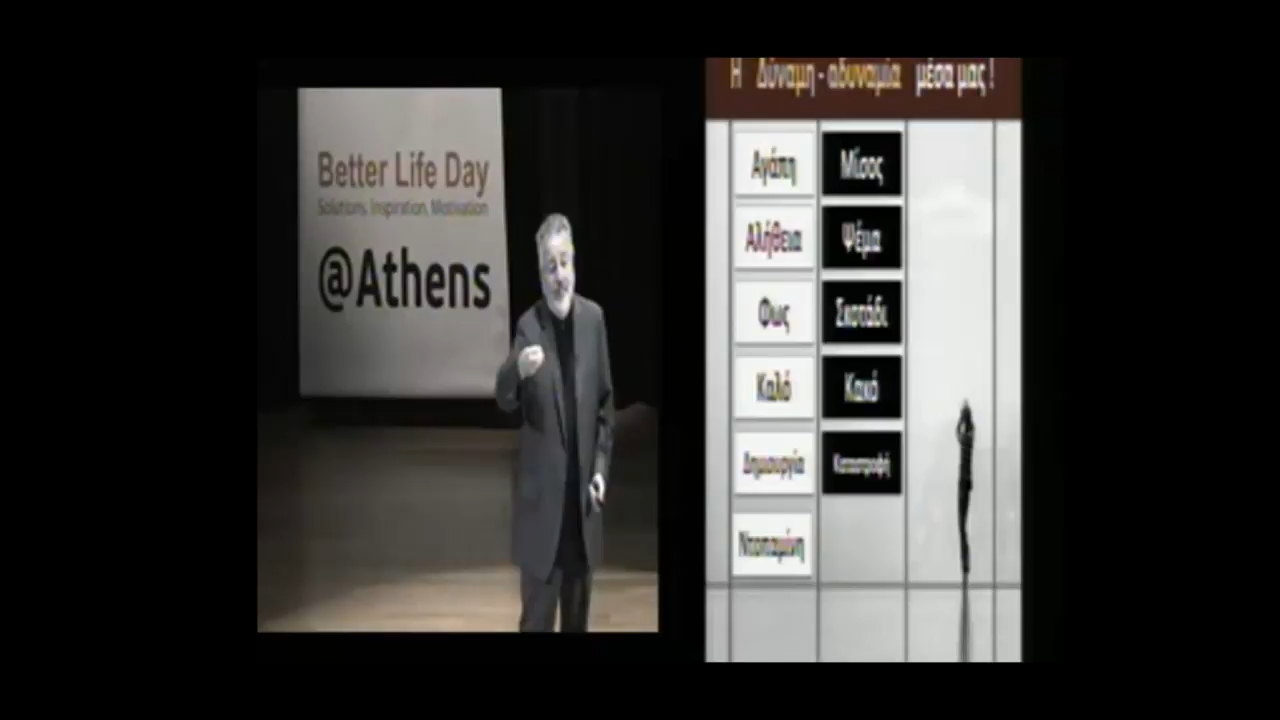 Better Life Day
Solutions, Inspiration, Motivation
@Athens
Η Δύναμη - αδυναμία μέσα μας !
Αγάπη Μίσος
Αλήθεια Ψέμα
Φως Σκοτάδι
Καλό Κακό
Δημιουργία Καταστροφή
Ντοπαμίνη